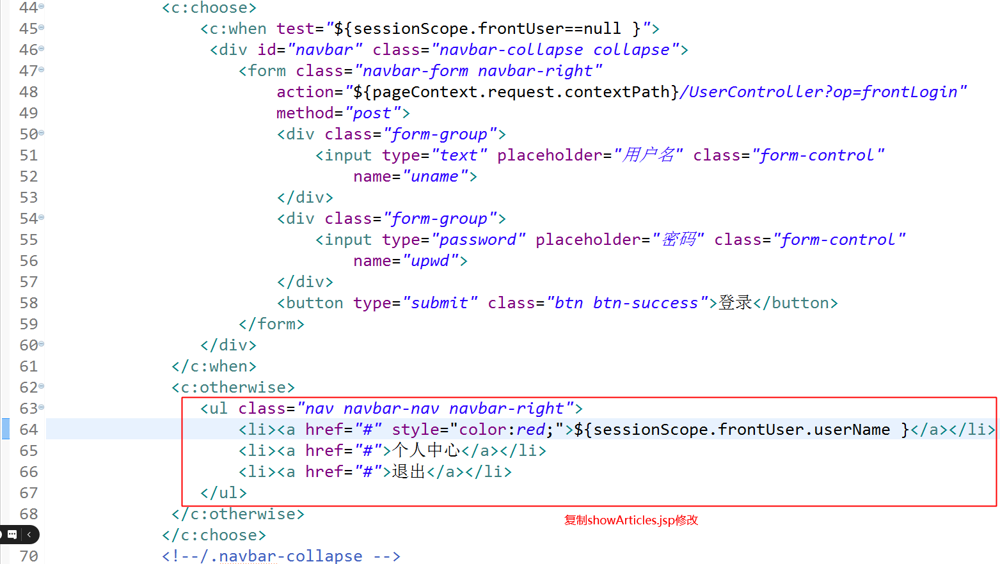 44 <c:choose>
45 <c:when test="${sessionScope.frontUser==null }">
46 <div id="navbar" class="navbar-collapse collapse">
47 <form class="navbar-form navbar-right"
48 action="${pageContext.request.contextPath}/UserController?op=frontLogin"
49 method="post">
50 <div class="form-group">
51 <input type="text" placeholder="用户名" class="form-control"
52 name="uname">
53 </div>
54 <div class="form-group">
55 <input type="password" placeholder="密码" class="form-control"
56 name="upwd">
57 </div>
58 <button type="submit" class="btn btn-success">登录</button>
59 </form>
60 </div>
61 </c:when>
62 <c:otherwise>
63 <ul class="nav navbar-nav navbar-right">
64 <li><a href="#" style="color:red;">${sessionScope.frontUser.userName }</a></li>
65 <li><a href="#">个人中心</a></li>
66 <li><a href="#">退出</a></li>
67 </ul>
68 </c:otherwise>
复制showArticles.jsp修改
</c:choose>
70 <!--/.navbar-collapse -->